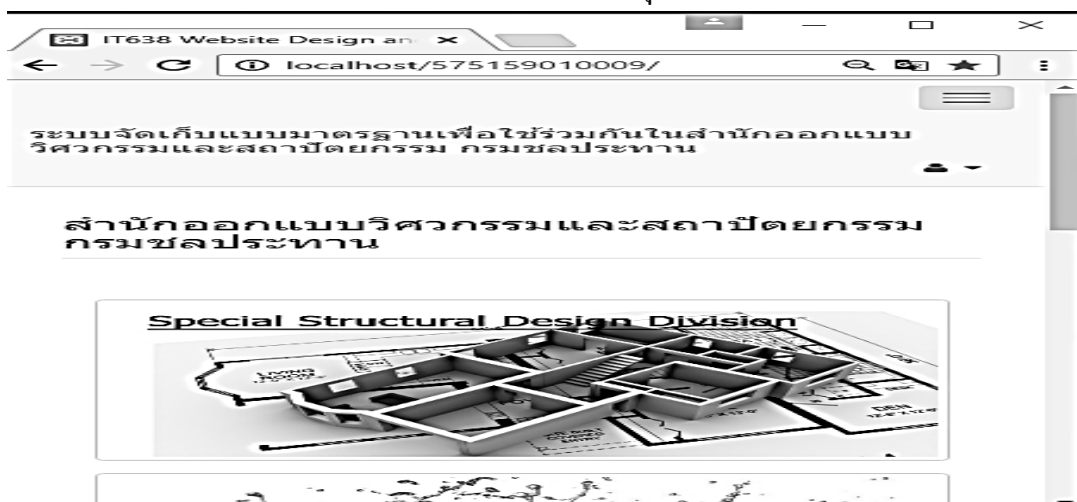 IT638 Website Design an
localhost/575159010009/
ระบบจัดเก็บแบบมาตรฐานเพื่อใช้ร่วมกันในสำนักออกแบบ
วิศวกรรมและสถาปัตยกรรม กรมชลประทาน
สำนักออกแบบวิศวกรรมและสถาปัตยกรรม
กรมชลประทาน
Special Structural Design Division
LIVING
ROOM
DEN
COVERED
ENTRY